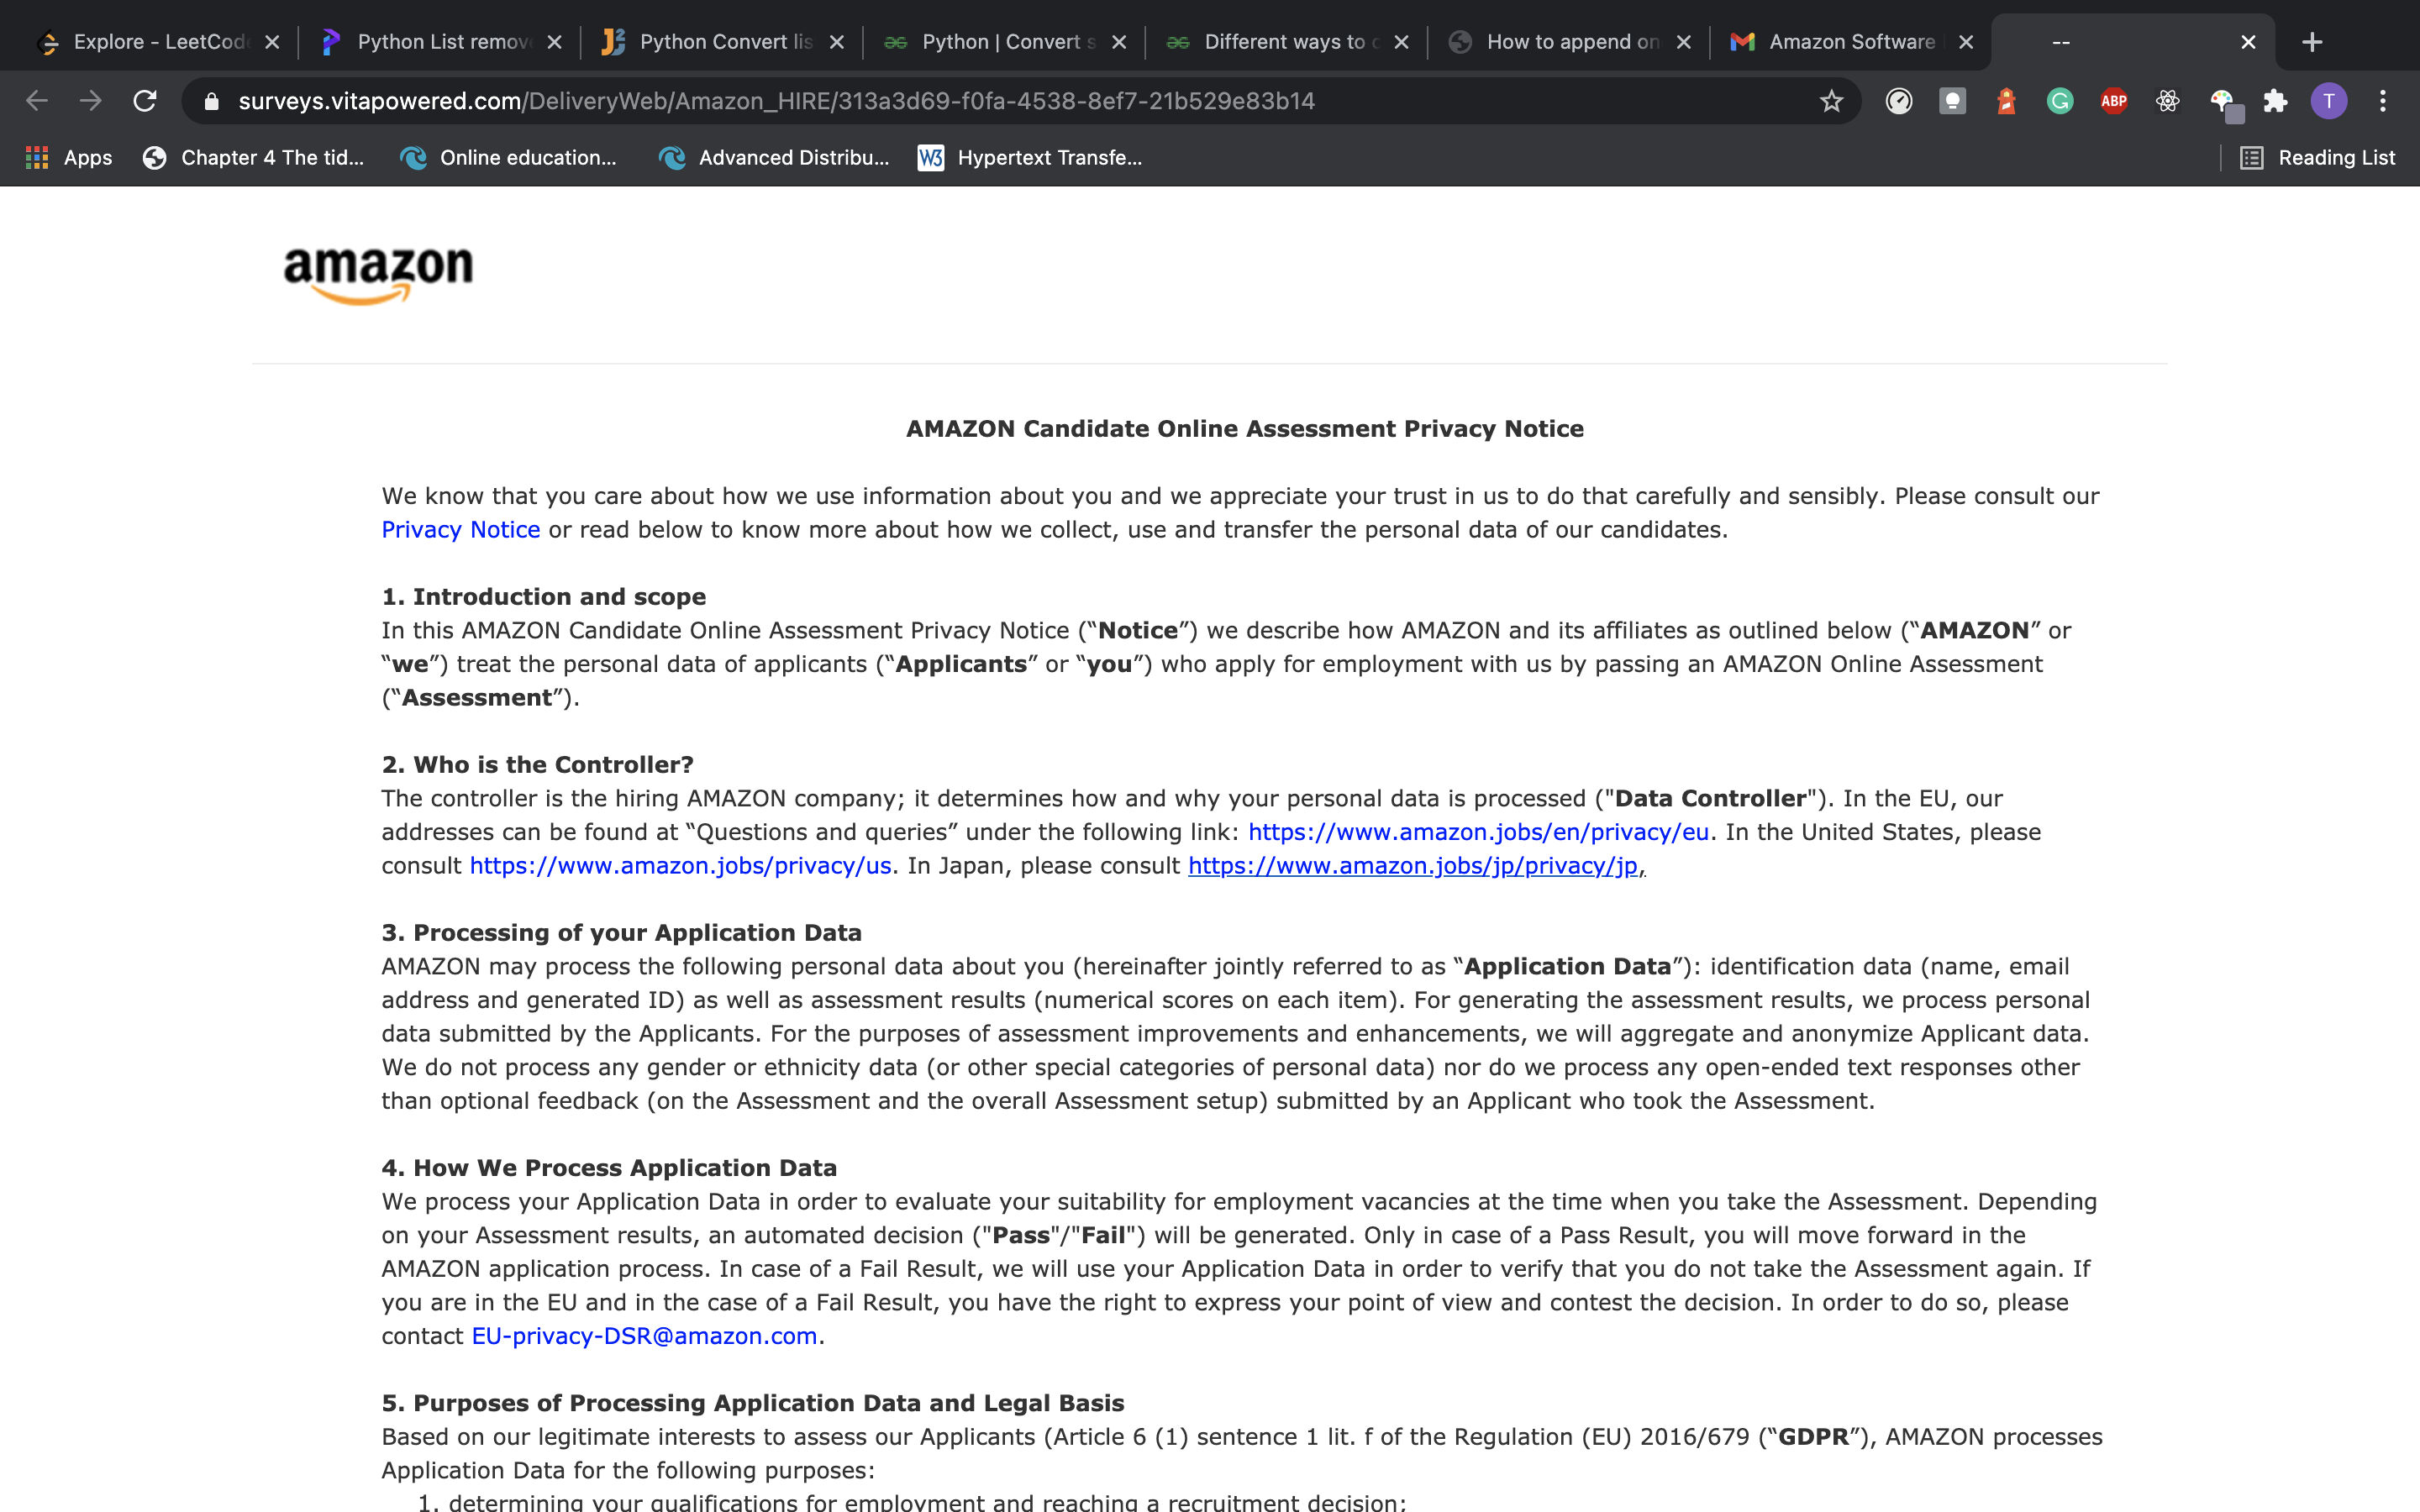 Explore - LeetCod
Python List remov
Python Convert lis
Python | Convert s
Different ways to c
How to append on
Amazon Software
--
surveys.vitapowered.com/DeliveryWeb/Amazon_HIRE/313a3d69-f0fa-4538-8ef7-21b529e83b14
ABP
T
Apps
Chapter 4 The tid...
Online education...
Advanced Distribu...
W3
Hypertext Transfe...
Reading List
amazon
AMAZON Candidate Online Assessment Privacy Notice
We know that you care about how we use information about you and we appreciate your trust in us to do that carefully and sensibly. Please consult our
Privacy Notice or read below to know more about how we collect, use and transfer the personal data of our candidates.
1. Introduction and scope
In this AMAZON Candidate Online Assessment Privacy Notice (“Notice”) we describe how AMAZON and its affiliates as outlined below (“AMAZON” or
“we”) treat the personal data of applicants (“Applicants” or “you”) who apply for employment with us by passing an AMAZON Online Assessment
(“Assessment”).
2. Who is the Controller?
The controller is the hiring AMAZON company; it determines how and why your personal data is processed ("Data Controller"). In the EU, our
addresses can be found at “Questions and queries” under the following link: https://www.amazon.jobs/en/privacy/eu. In the United States, please
consult https://www.amazon.jobs/privacy/us. In Japan, please consult https://www.amazon.jobs/jp/privacy/jp,
3. Processing of your Application Data
AMAZON may process the following personal data about you (hereinafter jointly referred to as “Application Data”): identification data (name, email
address and generated ID) as well as assessment results (numerical scores on each item). For generating the assessment results, we process personal
data submitted by the Applicants. For the purposes of assessment improvements and enhancements, we will aggregate and anonymize Applicant data.
We do not process any gender or ethnicity data (or other special categories of personal data) nor do we process any open-ended text responses other
than optional feedback (on the Assessment and the overall Assessment setup) submitted by an Applicant who took the Assessment.
4. How We Process Application Data
We process your Application Data in order to evaluate your suitability for employment vacancies at the time when you take the Assessment. Depending
on your Assessment results, an automated decision ("Pass"/"Fail") will be generated. Only in case of a Pass Result, you will move forward in the
AMAZON application process. In case of a Fail Result, we will use your Application Data in order to verify that you do not take the Assessment again. If
you are in the EU and in the case of a Fail Result, you have the right to express your point of view and contest the decision. In order to do so, please
contact EU-privacy-DSR@amazon.com.
5. Purposes of Processing Application Data and Legal Basis
Based on our legitimate interests to assess our Applicants (Article 6 (1) sentence 1 lit. f of the Regulation (EU) 2016/679 (“GDPR”), AMAZON processes
Application Data for the following purposes:
1. determining your qualifications for employment and reaching a recruitment decision;